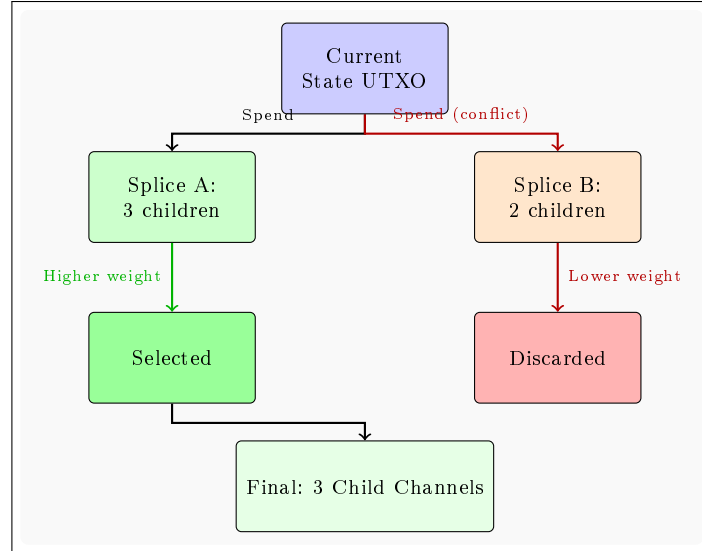 Current
State UTXO
Spend
Spend (conflict)
Splice A:
3 children
Splice B:
2 children
Higher weight
Lower weight
Selected
Discarded
Final: 3 Child Channels